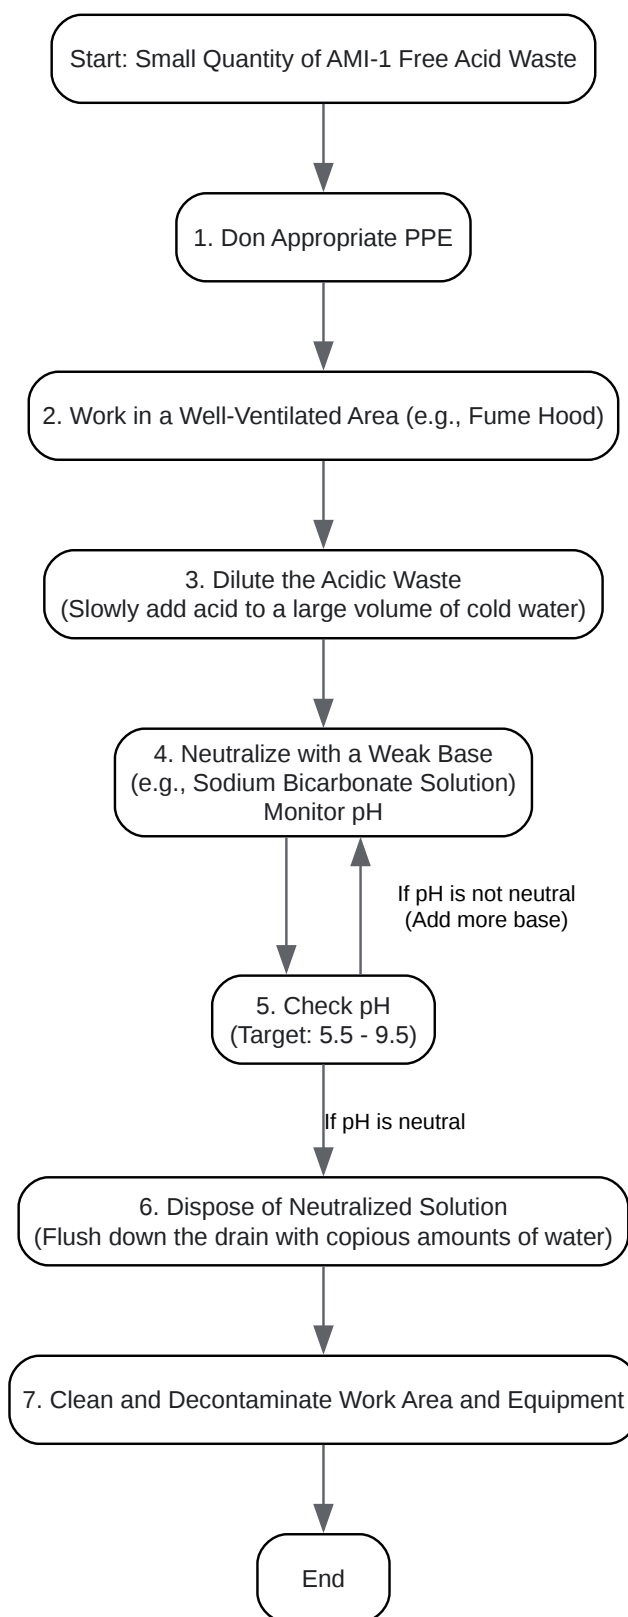 Start: Small Quantity of AMI-1 Free Acid Waste
1. Don Appropriate PPE
2. Work in a Well-Ventilated Area (e.g., Fume Hood)
3. Dilute the Acidic Waste
(Slowly add acid to a large volume of cold water)
4. Neutralize with a Weak Base
(e.g., Sodium Bicarbonate Solution)
Monitor pH
If pH is not neutral
(Add more base)
5. Check pH
(Target: 5.5 - 9.5)
If pH is neutral
6. Dispose of Neutralized Solution
(Flush down the drain with copious amounts of water)
7. Clean and Decontaminate Work Area and Equipment
End